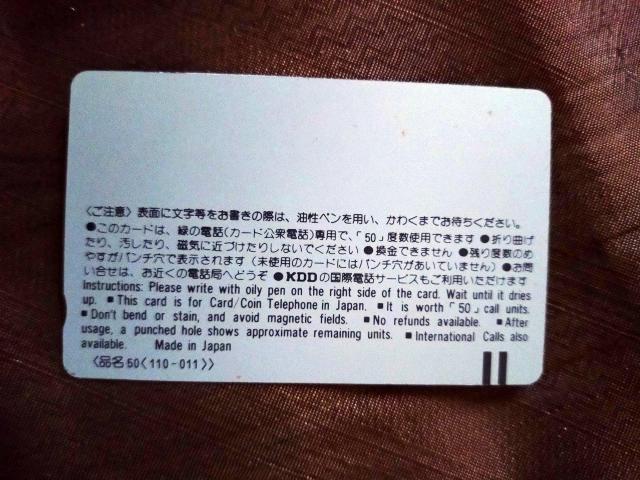 〈ご注意〉表面に文字等をお書きの際は、油性ペンを用い、かわくまでお待ちください。
●このカードは、緑の電話(カード公衆電話)専用で、「50」度数使用できます ●折り曲げ
たり、汚したり、磁気に近づけたりしないでください ●換金できません ●残り度数のめ
やすがパンチ穴で表示されます(未使用のカードにはパンチ穴があいていません) ●お問
い合せは、お近くの電話局へどうぞ ●KDDの国際電話サービスもご利用いただけます
Instructions: Please write with oily pen on the right side of the card. Wait until it dries
up. ■This card is for Card/Coin Telephone in Japan. ■It is worth「50」call units.
■Don't bend or stain, and avoid magnetic fields. ■No refunds available. ■After
usage, a punched hole shows approximate remaining units. ■International Calls also
available. Made in Japan
〈品名50〈110-011〉〉